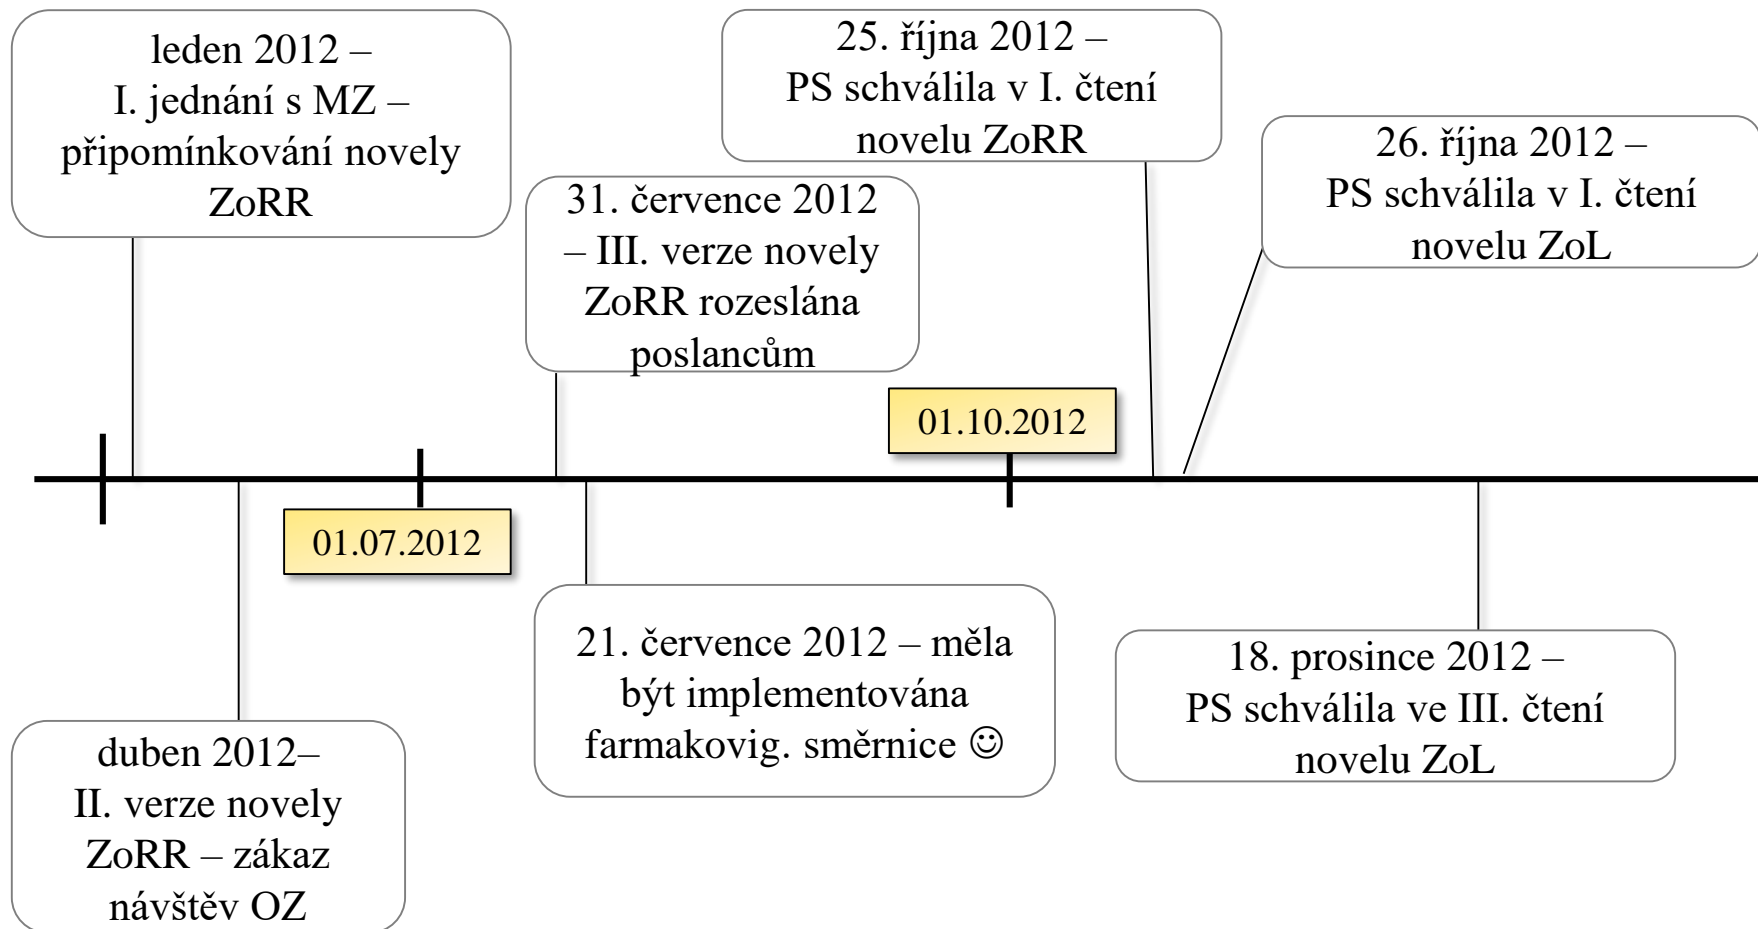 leden 2012 –
I. jednání s MZ –
připomínkování novely
ZoRR
25. října 2012 –
PS schválila v I. čtení
novelu ZoRR
26. října 2012 –
PS schválila v I. čtení
novelu ZoL
31. července 2012
– III. verze novely
ZoRR rozeslána
poslancům
01.10.2012
01.07.2012
21. července 2012 – měla
být implementována
farmakovig. směrnice ☺
18. prosince 2012 –
PS schválila ve III. čtení
novelu ZoL
duben 2012–
II. verze novely
ZoRR – zákaz
návštěv OZ